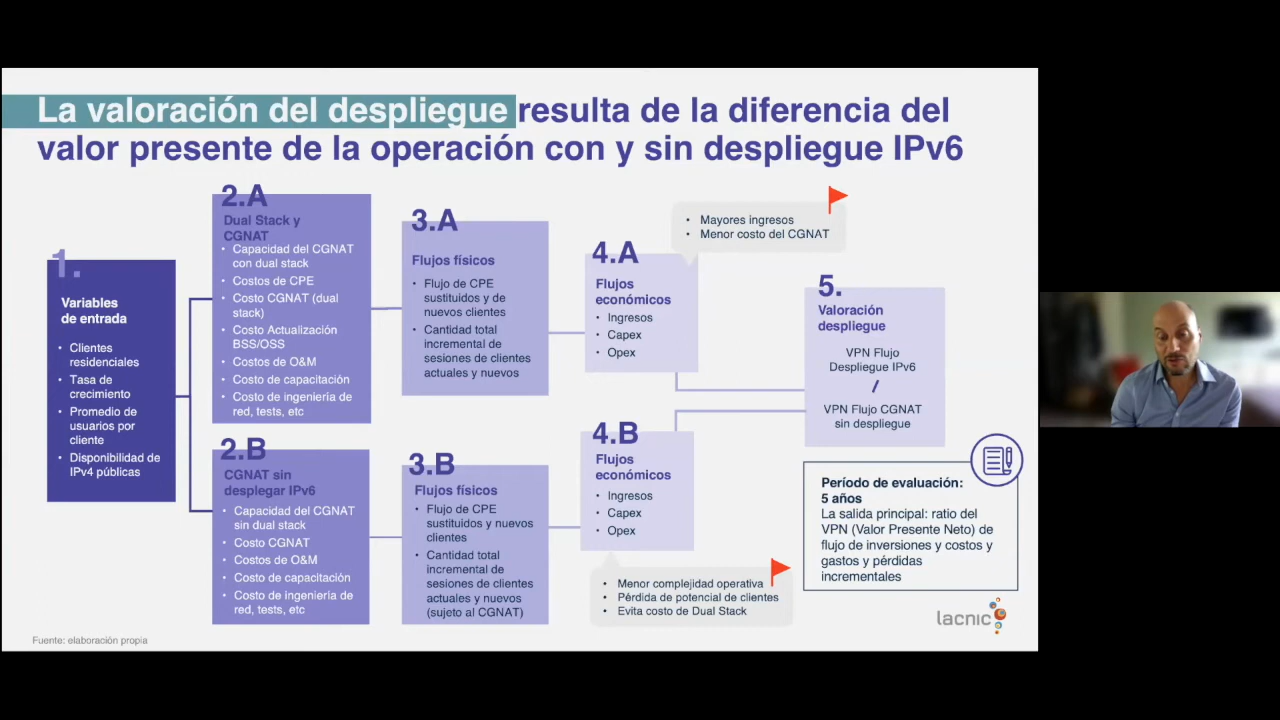 La valoración del despliegue resulta de la diferencia del
valor presente de la operación con y sin despliegue IPv6
1.
Variables
de entrada
• Clientes
residenciales
• Tasa de
crecimiento
• Promedio de
usuarios por
cliente
• Disponibilidad de
IPv4 públicas
2.A
Dual Stack y
CGNAT
• Capacidad del CGNAT
con dual stack
• Costos de CPE
• Costo CGNAT (dual
stack)
• Costo Actualización
BSS/OSS
• Costos de O&M
• Costo de capacitación
• Costo de ingeniería de
red, tests, etc
2.B
CGNAT sin
desplegar IPv6
• Capacidad del CGNAT
sin dual stack
• Costo CGNAT
• Costos de O&M
• Costo de capacitación
• Costo de ingeniería de
red, tests, etc
3.A
Flujos físicos
• Flujo de CPE
sustituidos y de
nuevos clientes
• Cantidad total
incremental de
sesiones de clientes
actuales y nuevos
3.B
Flujos físicos
• Flujo de CPE
sustituidos y nuevos
clientes
• Cantidad total
incremental de
sesiones de clientes
actuales y nuevos
(sujeto al CGNAT)
4.A
Flujos
económicos
• Ingresos
• Capex
• Opex
• Mayores ingresos
• Menor costo del CGNAT
4.B
Flujos
económicos
• Ingresos
• Capex
• Opex
• Menor complejidad operativa
• Pérdida de potencial de clientes
• Evita costo de Dual Stack
5.
Valoración
despliegue
VPN Flujo
Despliegue IPv6
/
VPN Flujo CGNAT
sin despliegue
Período de evaluación:
5 años
La salida principal: ratio del
VPN (Valor Presente Neto) de
flujo de inversiones y costos y
gastos y pérdidas
incrementales
lacnic
Fuente: elaboración propia